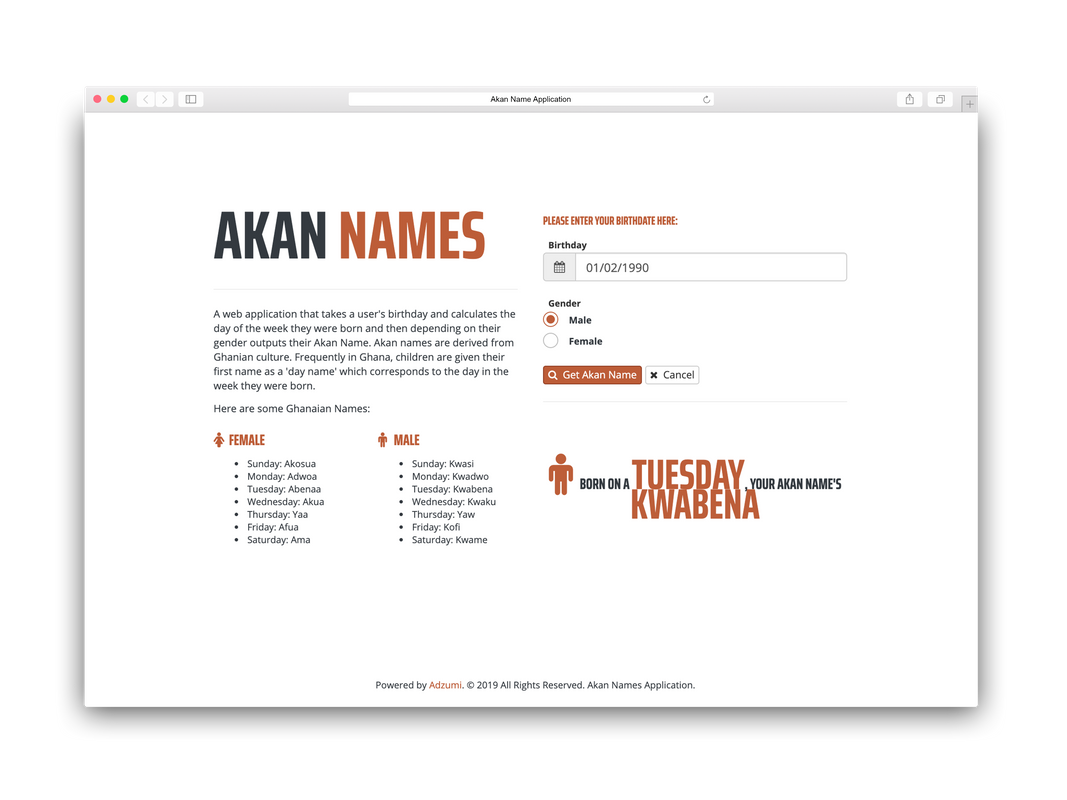 Akan Name Application
AKAN NAMES
A web application that takes a user's birthday and calculates the
day of the week they were born and then depending on their
gender outputs their Akan Name. Akan names are derived from
Ghanian culture. Frequently in Ghana, children are given their
first name as a 'day name' which corresponds to the day in the
week they were born.
Here are some Ghanaian Names:
FEMALE
Sunday: Akosua
Monday: Adwoa
Tuesday: Abenaa
Wednesday: Akua
Thursday: Yaa
Friday: Afua
Saturday: Ama
MALE
Sunday: Kwasi
Monday: Kwadwo
Tuesday: Kwabena
Wednesday: Kwaku
Thursday: Yaw
Friday: Kofi
Saturday: Kwame
PLEASE ENTER YOUR BIRTHDATE HERE:
Birthday
01/02/1990
Gender
Male
Female
Get Akan Name
Cancel
BORN ON A TUESDAY , YOUR AKAN NAME'S
KWABENA
Powered by Adzumi. © 2019 All Rights Reserved. Akan Names Application.